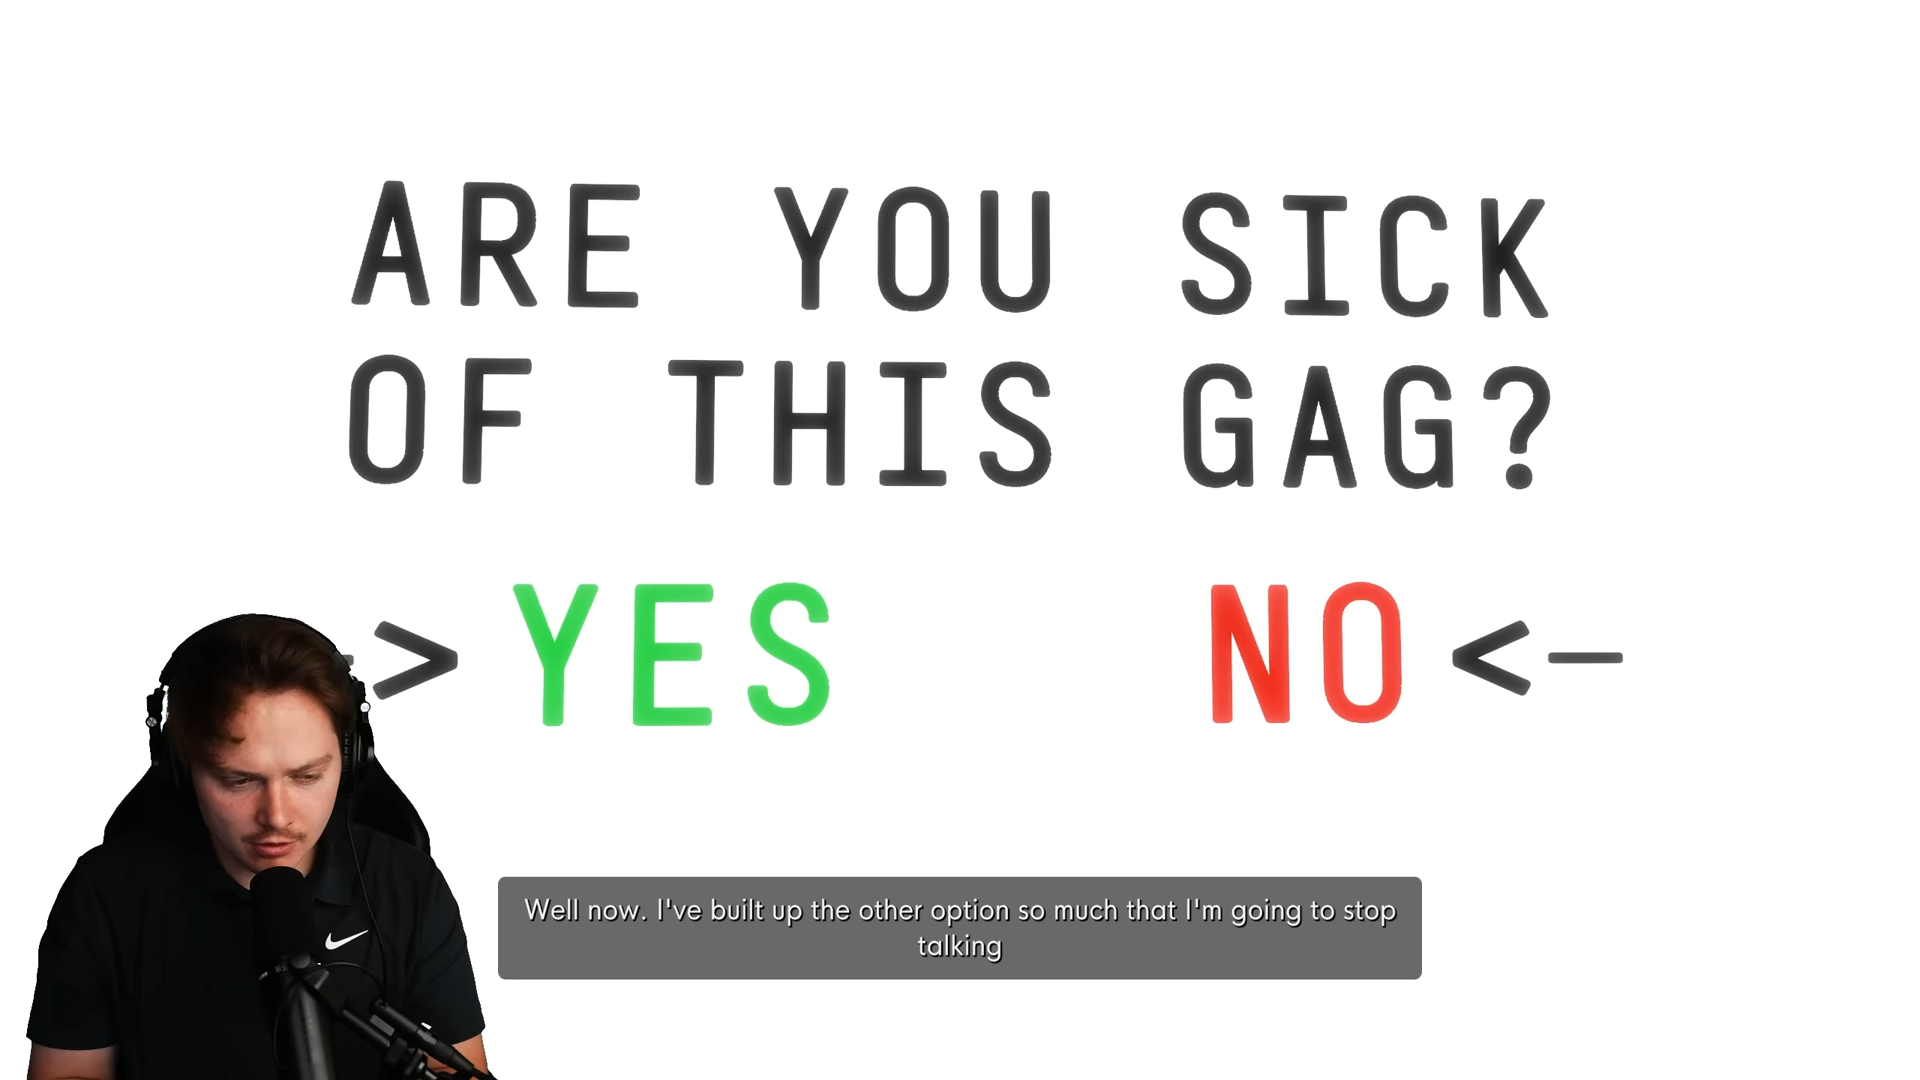 ARE YOU SICK
OF THIS GAG?
-> YES NO <-
Well now. I've built up the other option so much that I'm going to stop
talking